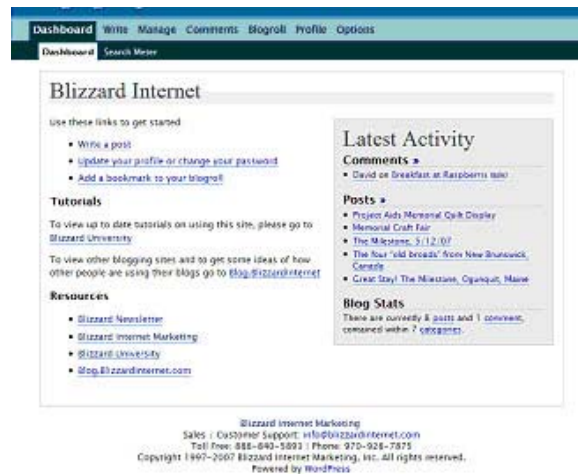 Dashboard Write Manage Comments Blogroll Profile Options
Dashboard Search Meter
Blizzard Internet
Use these links to get started
Write a post
Update your profile or change your password
Add a bookmark to your blogroll
Tutorials
To view up to date tutorials on using this site, please go to
Blizzard University
To view other blogging sites and to get some ideas of how
other people are using their blogs go to Blog.Blizzardinternet
Resources
Blizzard Newsletter
Blizzard Internet Marketing
Blizzard University
Blog.Blizzardinternet.com
Latest Activity
Comments »
David on Breakfast at Raspberris
Posts »
Project Aids Memorial Quilt Display
Memorial Craft Fair
The Milestone, 5/12/07
The four "old broads" from New Brunswick,
Canada
Great Stay! The Milestone, Ogunquit, Maine
Blog Stats
There are currently 8 posts and 1 comment,
contained within 7 categories.
Blizzard Internet Marketing
Sales / Customer Support: info@blizzardinternet.com
Toll Free: 888-840-5893 | Phone: 970-928-7875
Copyright 1997-2007 Blizzard Internet Marketing, Inc. All rights reserved.
Powered by WordPress